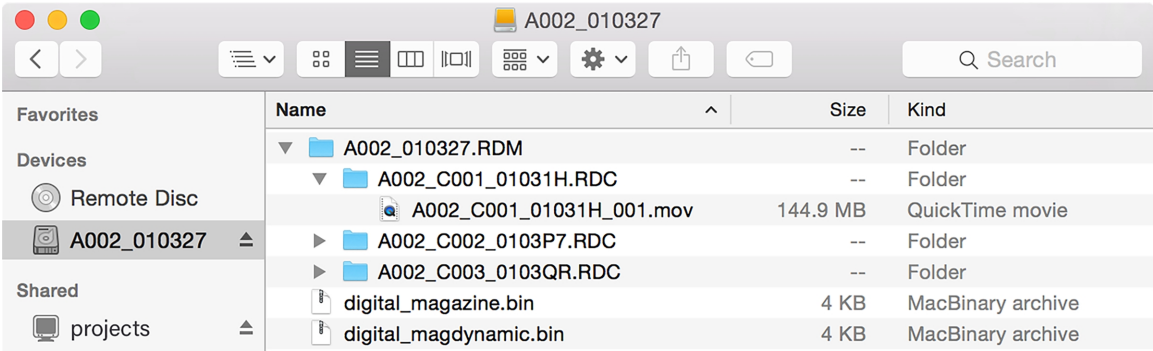 A002_010327
Search
Favorites
Devices
Remote Disc
A002_010327
Shared
projects
Name Size Kind
A002_010327.RDM -- Folder
A002_C001_01031H.RDC -- Folder
A002_C001_01031H_001.mov 144.9 MB QuickTime movie
A002_C002_0103P7.RDC -- Folder
A002_C003_0103QR.RDC -- Folder
digital_magazine.bin 4 KB MacBinary archive
digital_magdynamic.bin 4 KB MacBinary archive